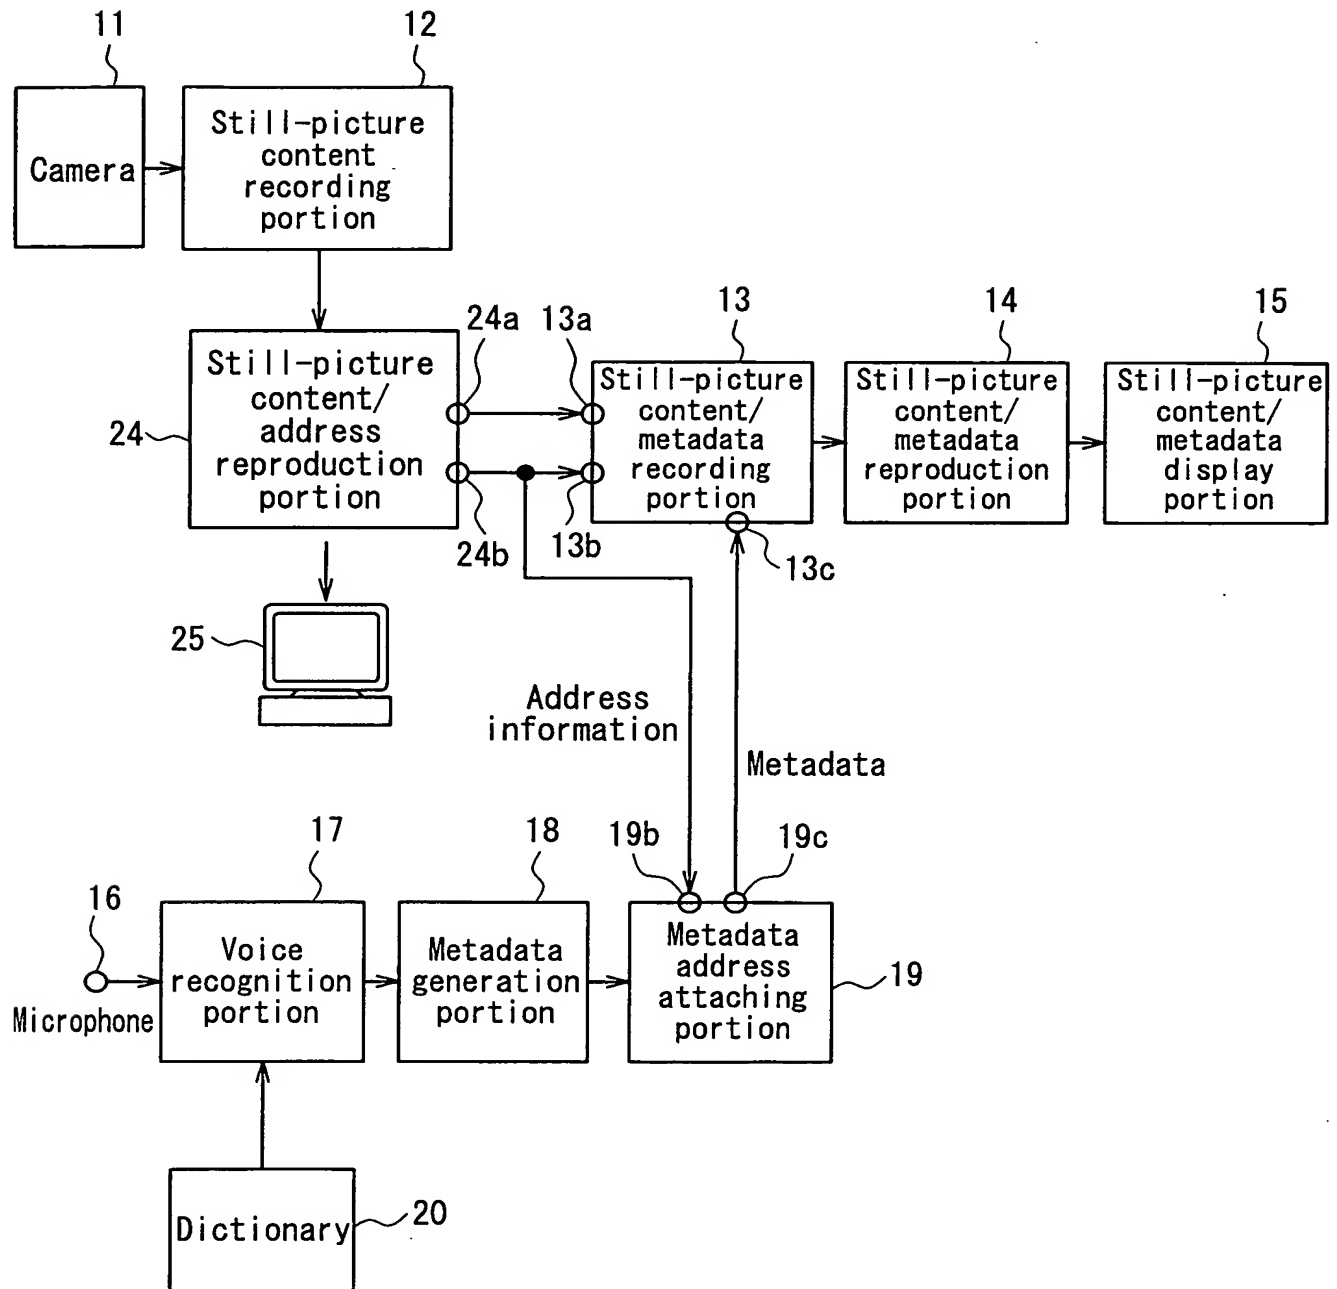 11
12
Camera
Still-picture
content
recording
portion
24a
13a
13
14
15
Still-picture
content/
address
reproduction
portion
24
Still-picture
content/
metadata
recording
portion
Still-picture
content/
metadata
reproduction
portion
Still-picture
content/
metadata
display
portion
24b
13b
13c
25
Address
information
Metadata
17
18
19b
19c
16
Microphone
Voice
recognition
portion
Metadata
generation
portion
Metadata
address
attaching
portion
19
Dictionary
20